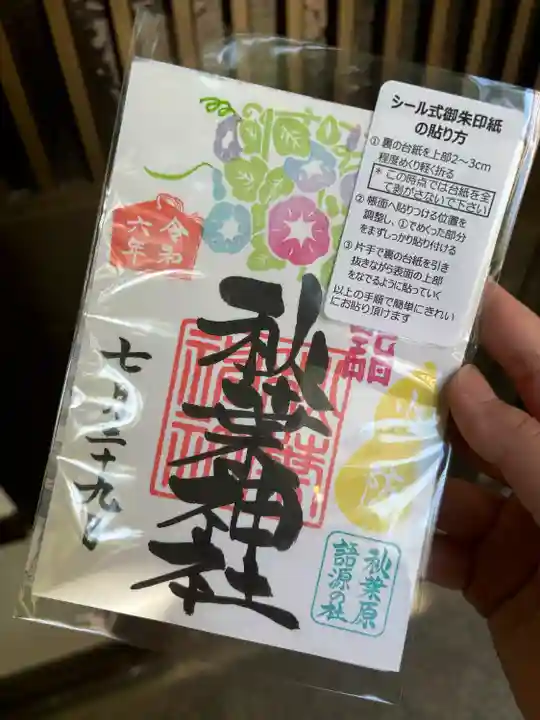 シール式御朱印紙
の貼り方
① 裏の台紙を上部2〜3cm
程度めくり軽く折る
* この時点では台紙を全
て剥がさないで下さい
② 帳面へ貼りつける位置を
調整し、①でめくった部分
をまずしっかり貼り付ける
③ 片手で裏の台紙を引き
抜きながら表面の上部
をなでるように貼っていく
以上の手順で簡単にきれい
にお貼り頂けます
令和
六年
詣
秋葉神社
七月二十九日
火防
秋葉原
語源の社